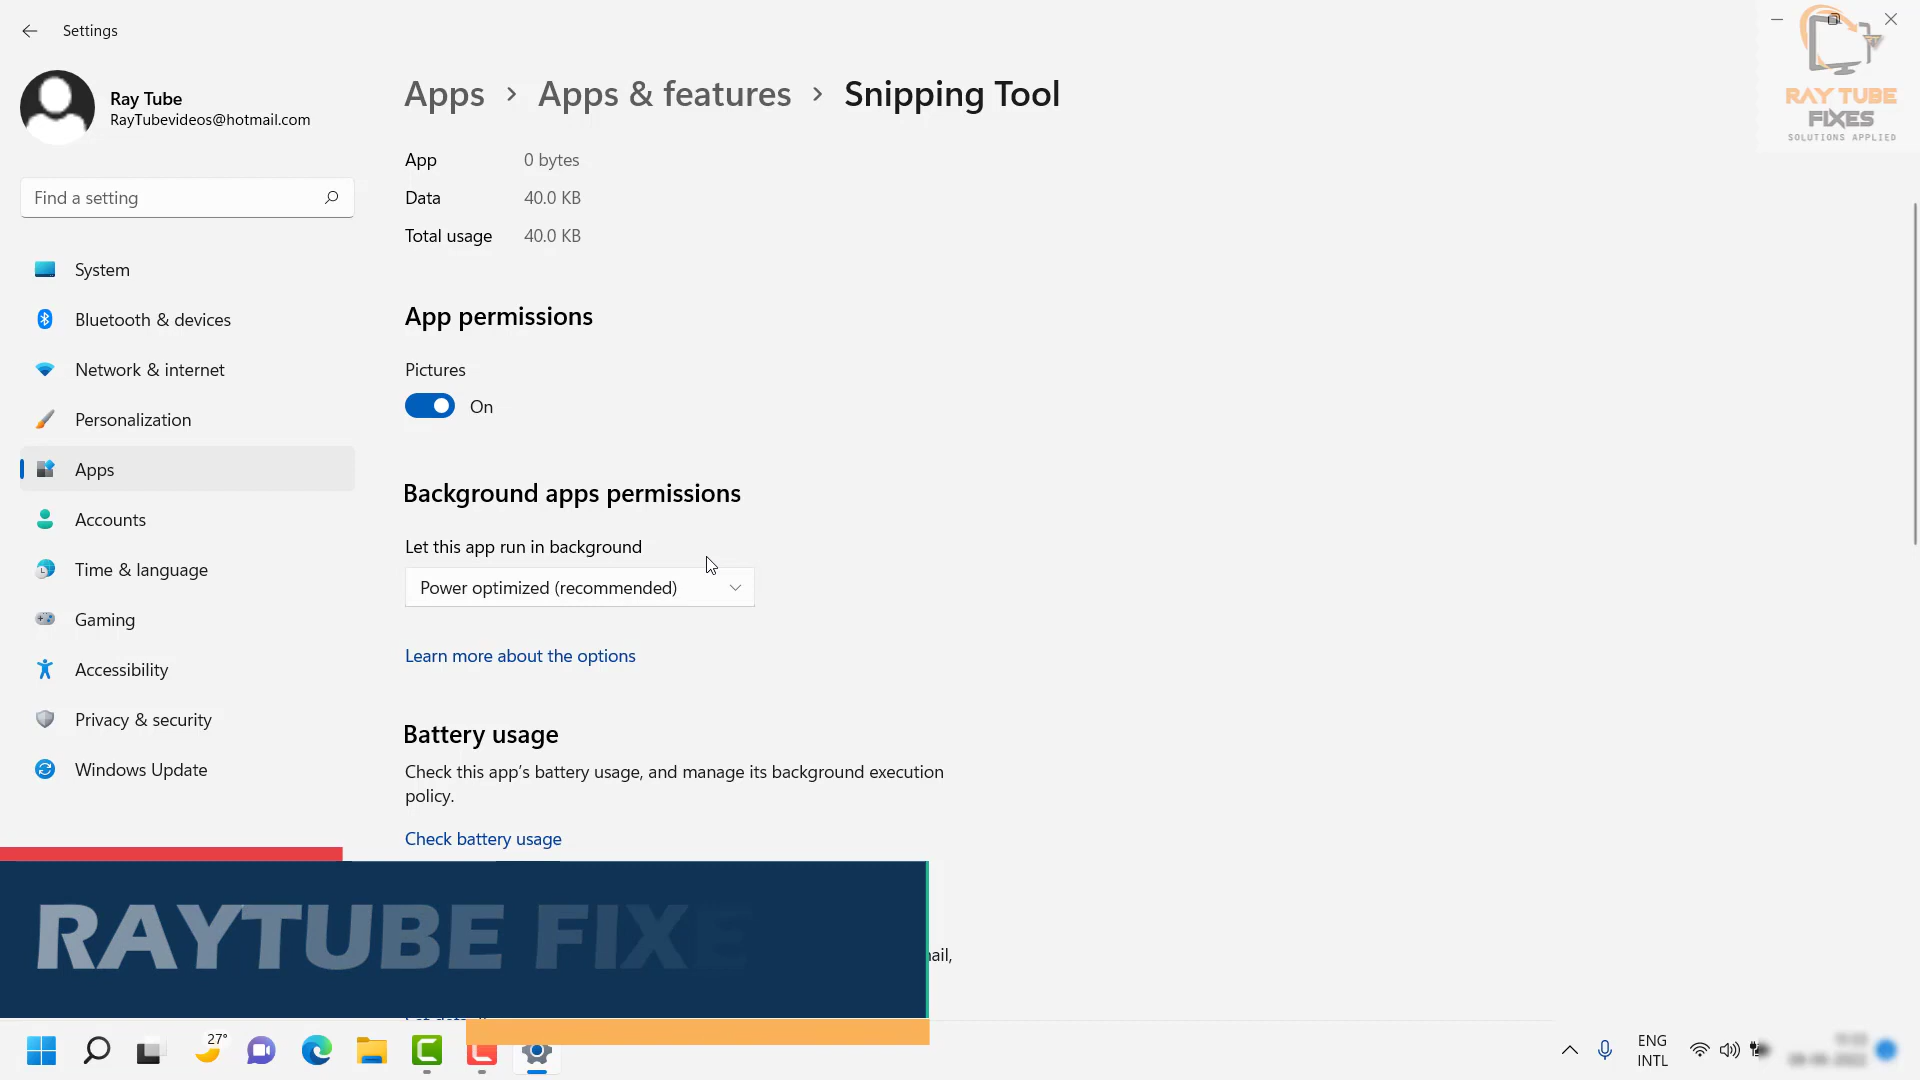 Settings
Ray Tube
RayTubevideos@hotmail.com
Find a setting
System
Bluetooth & devices
Network & internet
Personalization
Apps
Accounts
Time & language
Gaming
Accessibility
Privacy & security
Windows Update
Apps > Apps & features > Snipping Tool
App 0 bytes
Data 40.0 KB
Total usage 40.0 KB
App permissions
Pictures
On
Background apps permissions
Let this app run in background
Power optimized (recommended)
Learn more about the options
Battery usage
Check this app's battery usage, and manage its background execution
policy.
Check battery usage
RAY TUBE
FIXES
SOLUTIONS APPLIED
RAYTUBE FIXE
27°
ENG
INTL